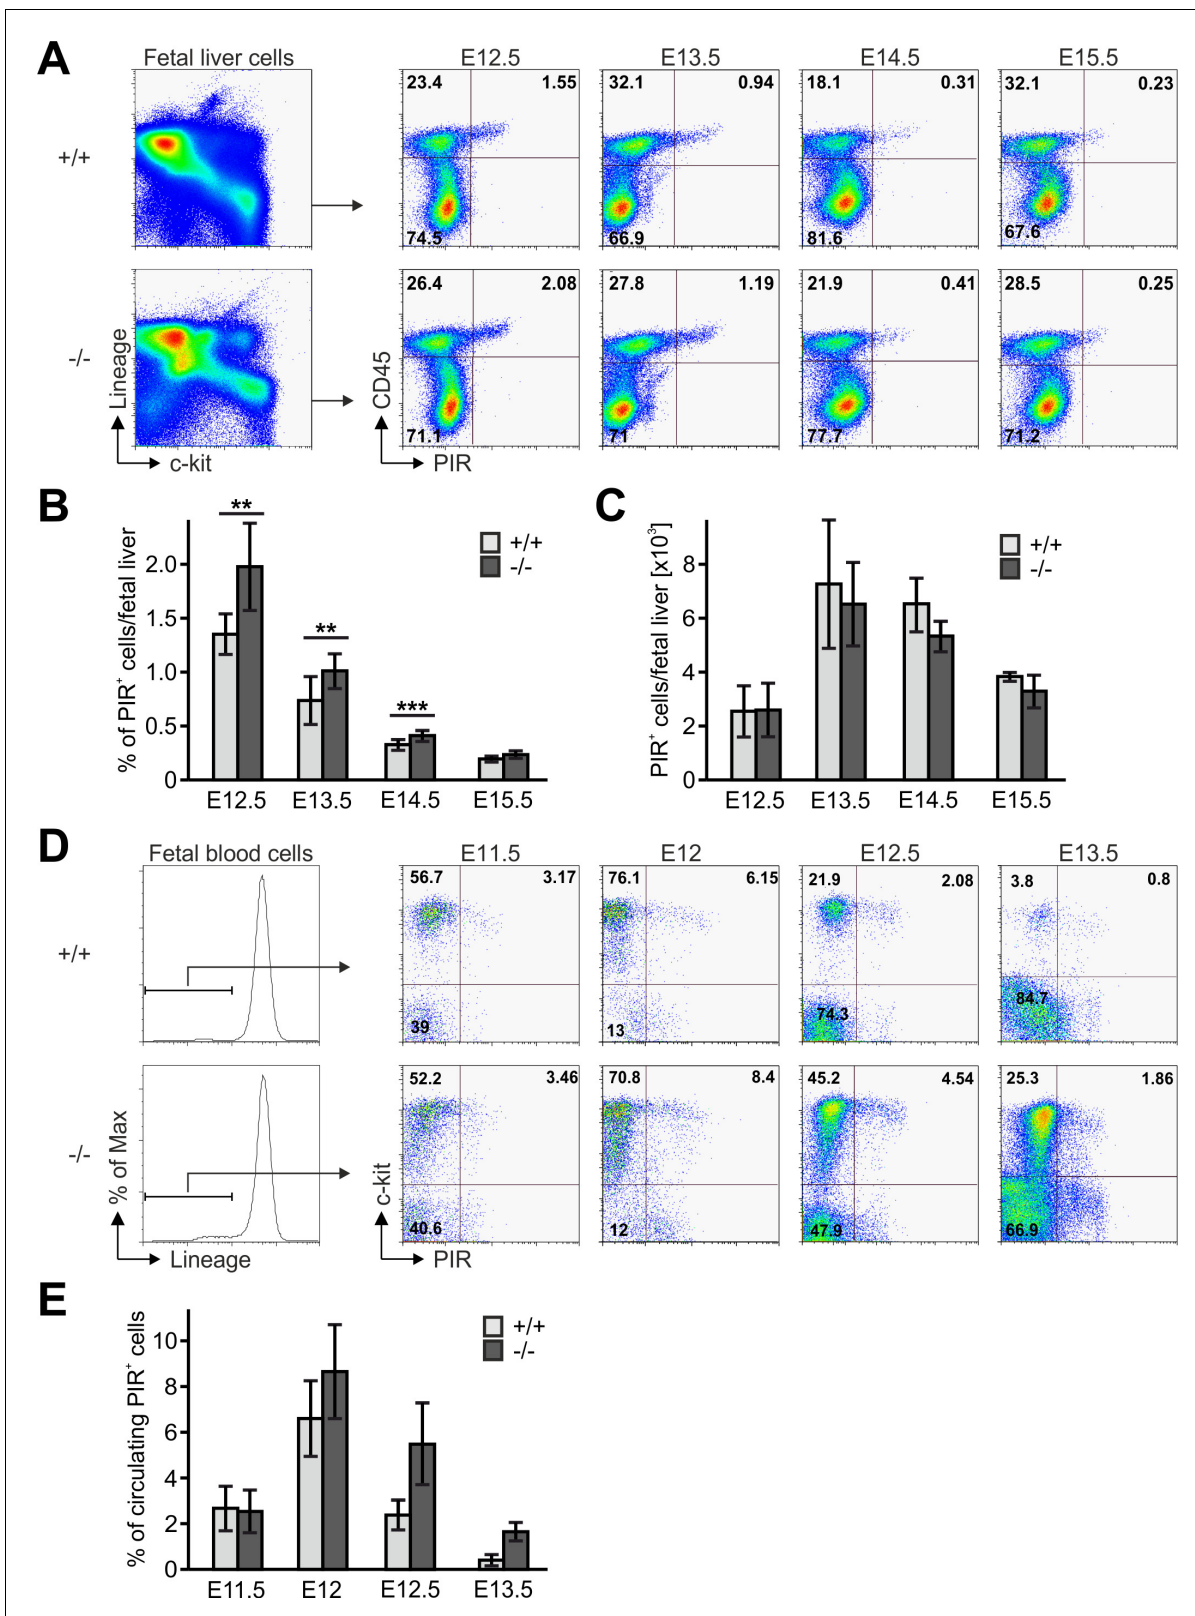 A
Fetal liver cells
E12.5
E13.5
E14.5
E15.5
+/+
23.4 1.55
74.5
32.1 0.94
66.9
18.1 0.31
81.6
32.1 0.23
67.6
-/-
26.4 2.08
71.1
27.8 1.19
71
21.9 0.41
77.7
28.5 0.25
71.2
Lineage
c-kit
CD45
PIR
B
% of PIR⁺ cells/fetal liver
2.0
1.5
1.0
0.5
0
**
**
***
+/+
-/-
E12.5 E13.5 E14.5 E15.5
C
PIR⁺ cells/fetal liver [x10³]
8
6
4
2
0
+/+
-/-
E12.5 E13.5 E14.5 E15.5
D
Fetal blood cells
E11.5
E12
E12.5
E13.5
+/+
56.7 3.17
39
76.1 6.15
13
21.9 2.08
74.3
3.8 0.8
84.7
-/-
52.2 3.46
40.6
70.8 8.4
12
45.2 4.54
47.9
25.3 1.86
66.9
% of Max
Lineage
c-kit
PIR
E
% of circulating PIR⁺ cells
10
8
6
4
2
0
+/+
-/-
E11.5 E12 E12.5 E13.5